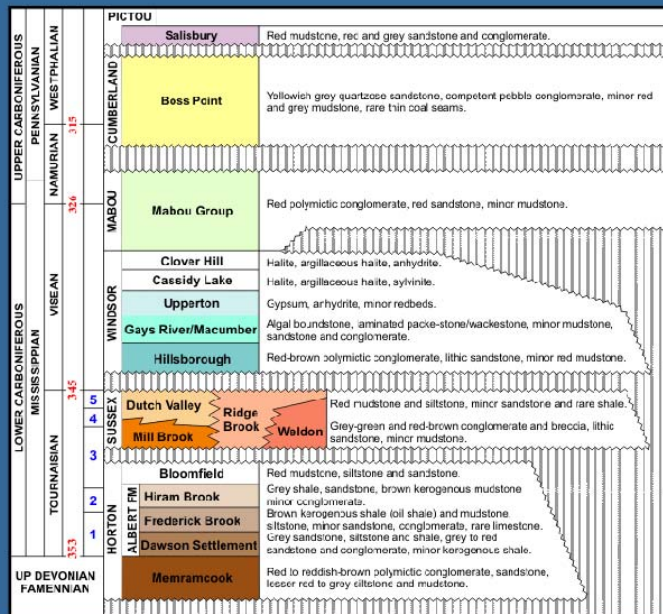 PICTOU
Salisbury
Red mudstone, red and grey sandstone and conglomerate.
UPPER CARBONIFEROUS
PENNSYLVANIAN
WESTPHALIAN
CUMBERLAND
Boss Point
Yellowish grey quartzose sandstone, competent pebble conglomerate, minor red
and grey mudstone, rare thin coal seams.
315
NAMURIAN
326
MABOU
Mabou Group
Red polymictic conglomerate, red sandstone, minor mudstone.
LOWER CARBONIFEROUS
MISSISSIPPIAN
VISEAN
WINDSOR
Clover Hill
Halite, argillaceous halite, anhydrite.
Cassidy Lake
Halite, argillaceous halite, sylvinite.
Upperton
Gypsum, anhydrite, minor redbeds.
Gays River/Macumber
Algal boundstone, laminated packe-stone/wackestone, minor mudstone,
sandstone and conglomerate.
Hillsborough
Red-brown polymictic conglomerate, lithic sandstone, minor red mudstone.
345
TOURNAISIAN
5
4
3
2
1
SUSSEX
Dutch Valley
Ridge
Brook
Weldon
Mill Brook
Red mudstone and siltstone, minor sandstone and rare shale.
Grey-green and red-brown conglomerate and breccia, lithic
sandstone, minor mudstone.
HORTON
Bloomfield
Red mudstone, siltstone and sandstone.
ALBERT FM
Hiram Brook
Grey shale, sandstone, brown kerogenous mudstone
minor conglomerate.
Frederick Brook
Brown kerogenous shale (oil shale) and mudstone,
siltstone, minor sandstone, conglomerate, rare limestone.
Dawson Settlement
Grey sandstone, siltstone and shale, grey to red
sandstone and conglomerate, minor kerogenous shale.
353
UP DEVONIAN
FAMENNIAN
Memramcook
Red to reddish-brown polymictic conglomerate, sandstone,
lesser red to grey siltstone and mudstone.